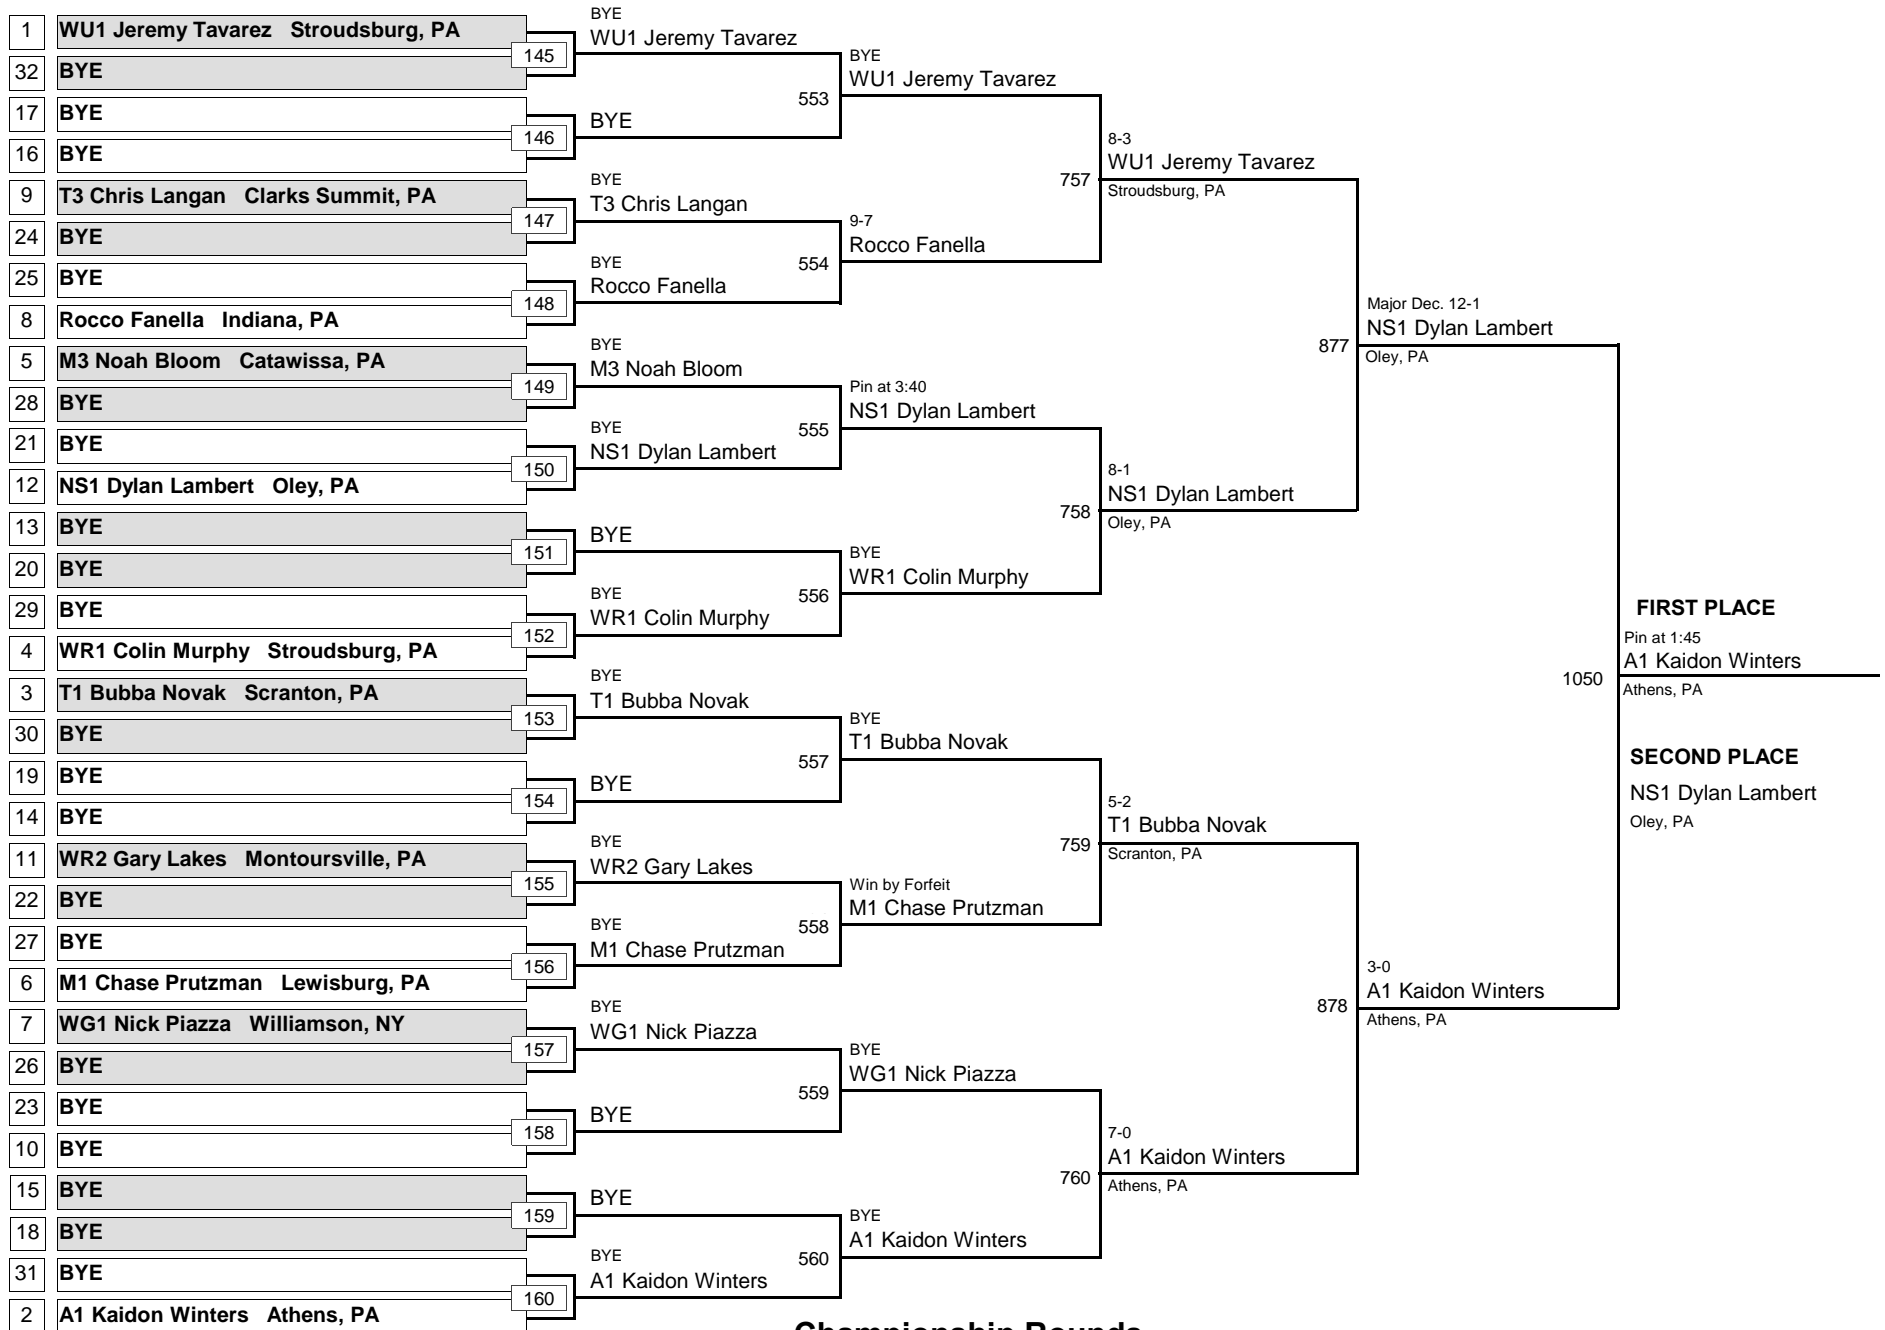 1 WU1 Jeremy Tavarez Stroudsburg, PA
32 BYE
145
17 BYE
16 BYE
146
9 T3 Chris Langan Clarks Summit, PA
24 BYE
147
25 BYE
8 Rocco Fanella Indiana, PA
148
5 M3 Noah Bloom Catawissa, PA
28 BYE
149
21 BYE
12 NS1 Dylan Lambert Oley, PA
150
13 BYE
20 BYE
151
29 BYE
4 WR1 Colin Murphy Stroudsburg, PA
152
3 T1 Bubba Novak Scranton, PA
30 BYE
153
19 BYE
14 BYE
154
11 WR2 Gary Lakes Montoursville, PA
22 BYE
155
27 BYE
6 M1 Chase Prutzman Lewisburg, PA
156
7 WG1 Nick Piazza Williamson, NY
26 BYE
157
23 BYE
10 BYE
158
15 BYE
18 BYE
159
31 BYE
2 A1 Kaidon Winters Athens, PA
160
BYE
WU1 Jeremy Tavarez
553
BYE
BYE
T3 Chris Langan
554
BYE
Rocco Fanella
BYE
M3 Noah Bloom
555
BYE
NS1 Dylan Lambert
BYE
556
BYE
WR1 Colin Murphy
BYE
T1 Bubba Novak
557
BYE
BYE
WR2 Gary Lakes
558
BYE
M1 Chase Prutzman
BYE
WG1 Nick Piazza
559
BYE
BYE
560
BYE
A1 Kaidon Winters
BYE
WU1 Jeremy Tavarez
757
9-7
Rocco Fanella
Pin at 3:40
NS1 Dylan Lambert
758
BYE
WR1 Colin Murphy
BYE
T1 Bubba Novak
759
Win by Forfeit
M1 Chase Prutzman
BYE
WG1 Nick Piazza
760
BYE
A1 Kaidon Winters
8-3
WU1 Jeremy Tavarez
Stroudsburg, PA
877
8-1
NS1 Dylan Lambert
Oley, PA
5-2
T1 Bubba Novak
Scranton, PA
878
7-0
A1 Kaidon Winters
Athens, PA
Major Dec. 12-1
NS1 Dylan Lambert
Oley, PA
1050
3-0
A1 Kaidon Winters
Athens, PA
FIRST PLACE
Pin at 1:45
A1 Kaidon Winters
Athens, PA
SECOND PLACE
NS1 Dylan Lambert
Oley, PA
Championship Rounds